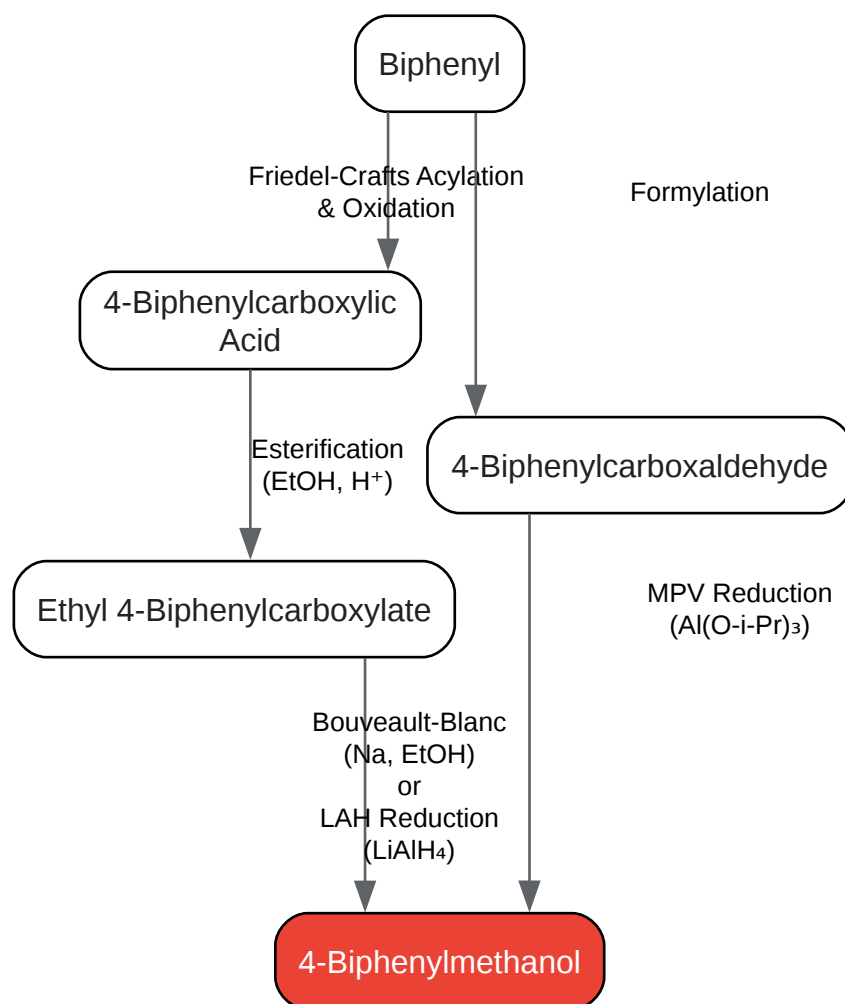 Biphenyl
Friedel-Crafts Acylation
& Oxidation
Formylation
4-Biphenylcarboxylic
Acid
Esterification
(EtOH, H⁺)
4-Biphenylcarboxaldehyde
Ethyl 4-Biphenylcarboxylate
MPV Reduction
(Al(O-i-Pr)₃)
Bouveault-Blanc
(Na, EtOH)
or
LAH Reduction
(LiAlH₄)
4-Biphenylmethanol